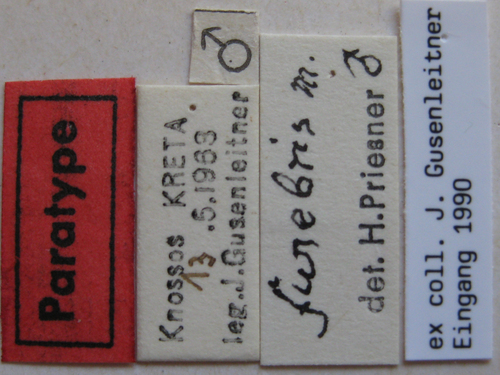 Paratype
♂
Knossos KRETA
13.5.1963
leg. J. Gusenleitner
funebris m.
det. H. Priesner ♂
ex coll. J. Gusenleitner
Eingang 1990